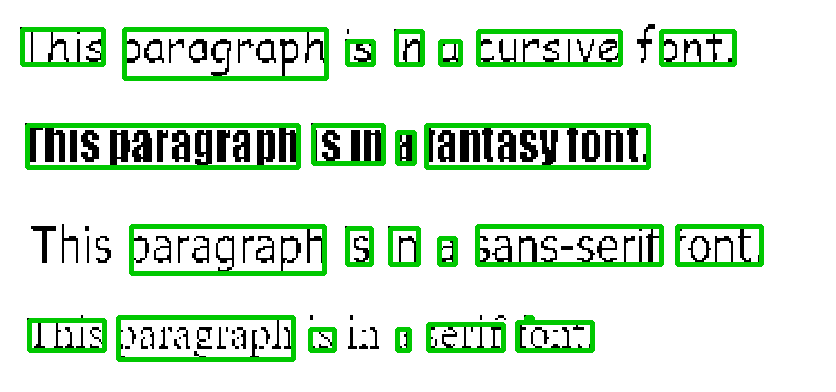 This paragraph is in a cursive font.
This paragraph is in a fantasy font.
This paragraph is in a sans-serif font.
This paragraph is in a serif font.